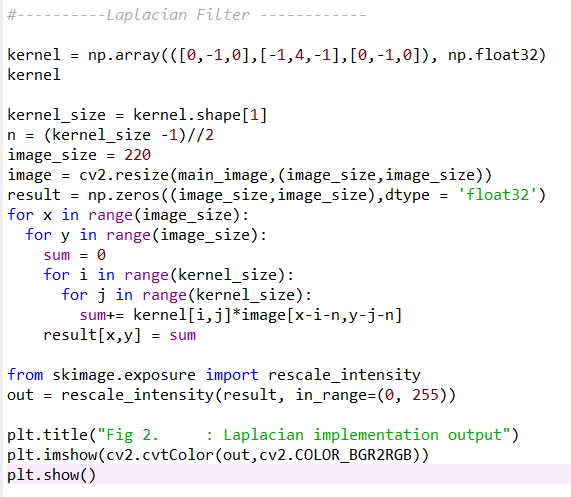 #----------Laplacian Filter ------------
kernel = np.array(([0,-1,0],[-1,4,-1],[0,-1,0]), np.float32)
kernel
kernel_size = kernel.shape[1]
n = (kernel_size -1)//2
image_size = 220
image = cv2.resize(main_image,(image_size,image_size))
result = np.zeros((image_size,image_size),dtype = 'float32')
for x in range(image_size):
  for y in range(image_size):
    sum = 0
    for i in range(kernel_size):
      for j in range(kernel_size):
        sum+= kernel[i,j]*image[x-i-n,y-j-n]
    result[x,y] = sum
from skimage.exposure import rescale_intensity
out = rescale_intensity(result, in_range=(0, 255))
plt.title("Fig 2.     : Laplacian implementation output")
plt.imshow(cv2.cvtColor(out,cv2.COLOR_BGR2RGB))
plt.show()